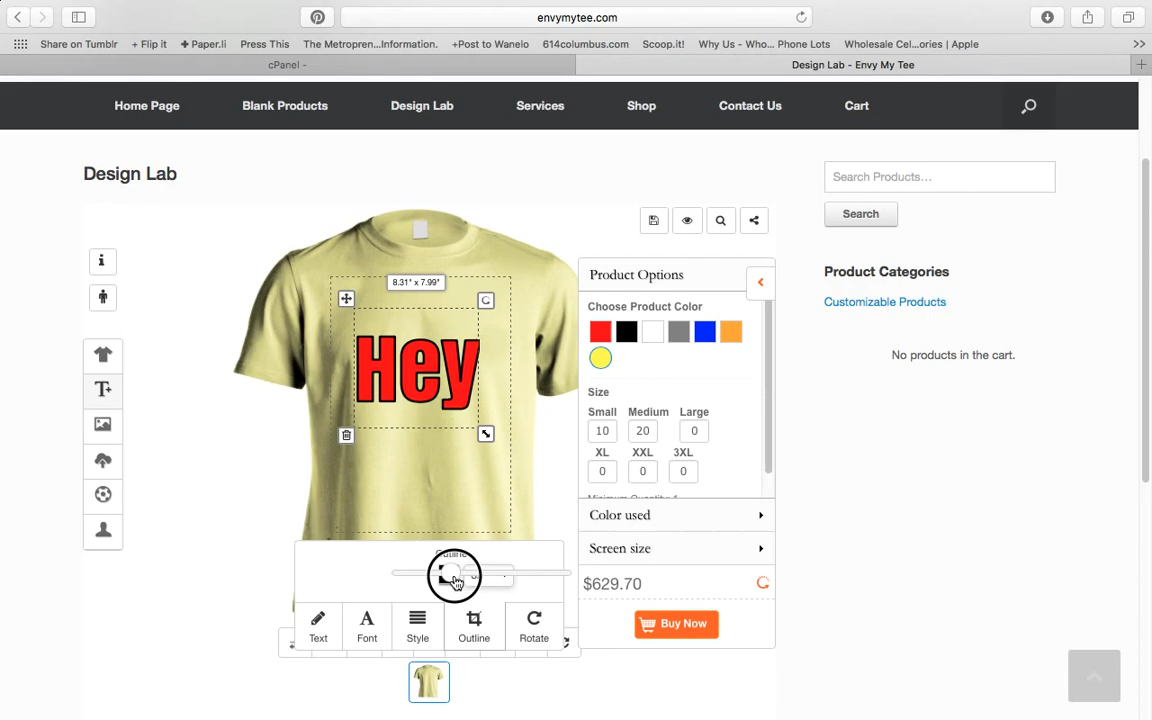 envymytee.com
Share on Tumblr
+ Flip it
✚ Paper.li
Press This
The Metropren...Information.
+Post to Wanelo
614columbus.com
Scoop.it!
Why Us - Who... Phone Lots
Wholesale Cel...ories | Apple
>>
cPanel -
Design Lab - Envy My Tee
Home Page
Blank Products
Design Lab
Services
Shop
Contact Us
Cart
Design Lab
Search Products...
Search
Product Categories
Customizable Products
No products in the cart.
8.31" x 7.99"
Hey
Product Options
Choose Product Color
Size
Small Medium Large
10 20 0
XL XXL 3XL
0 0 0
Minimum Quantity
Color used
Screen size
$629.70
Buy Now
Outline
Text
Font
Style
Outline
Rotate